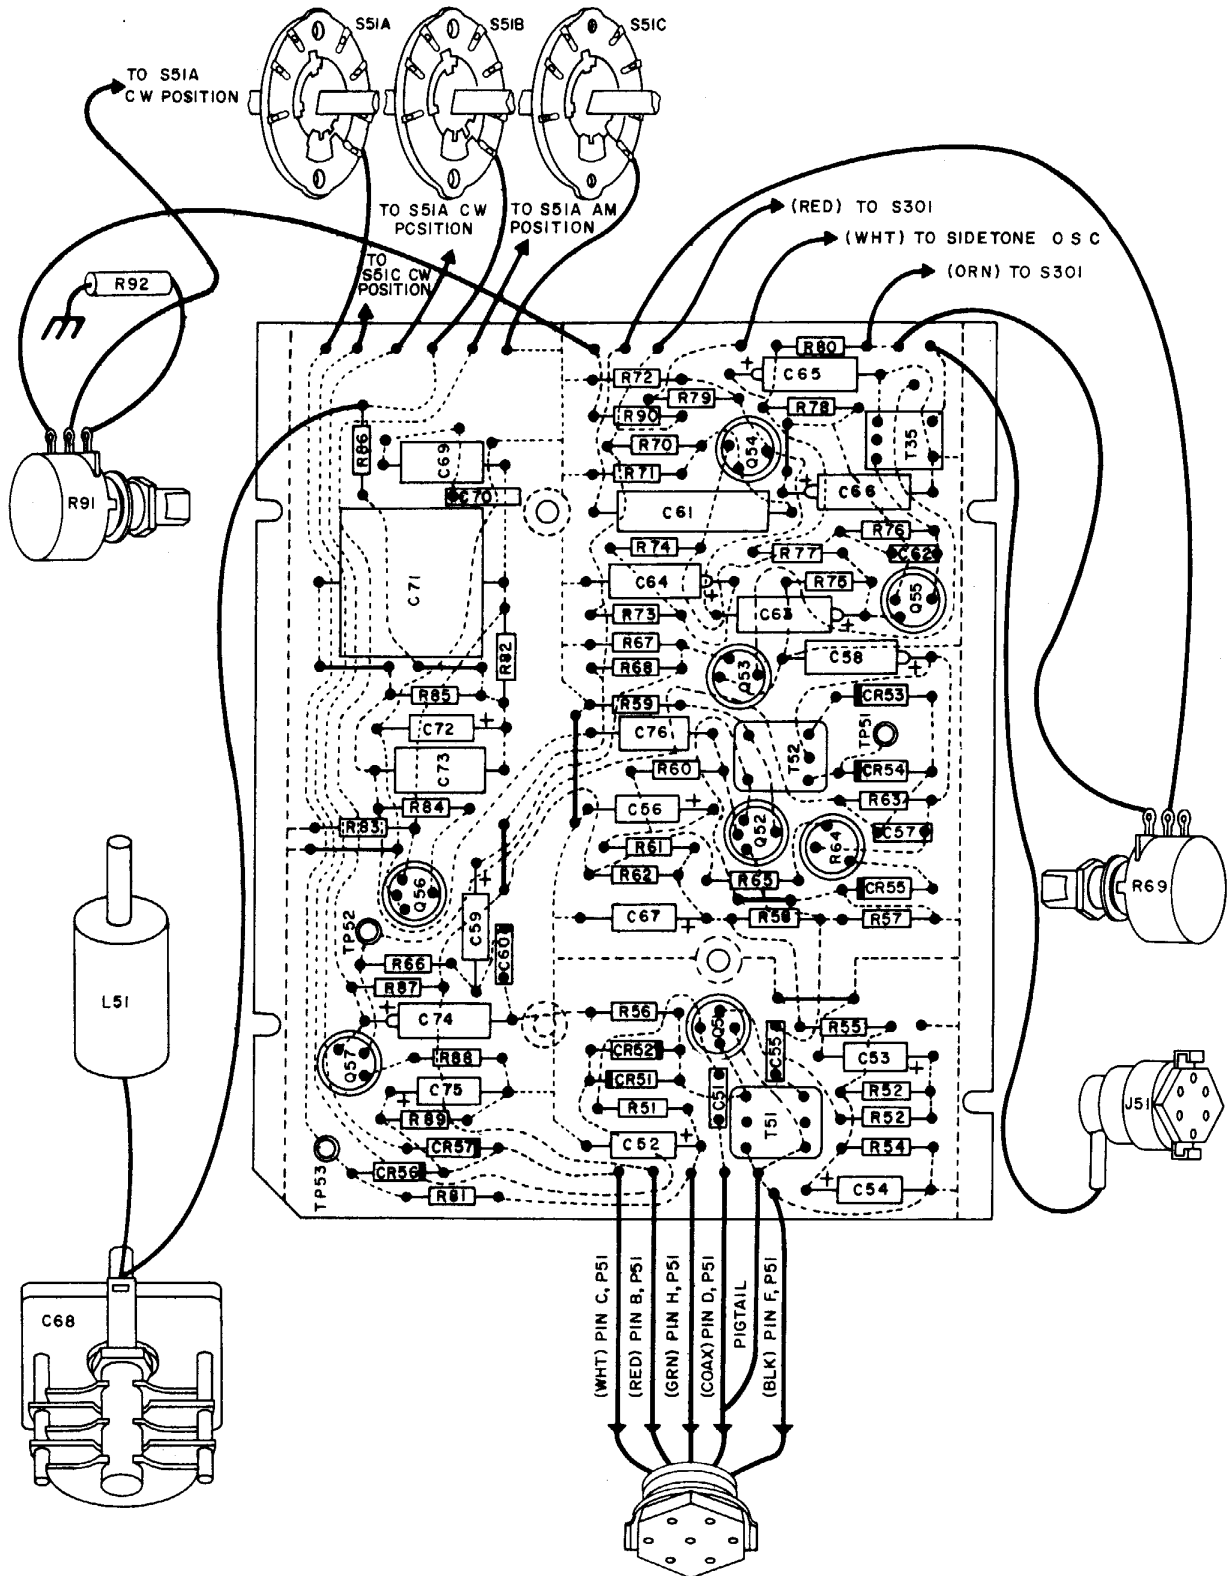 S51A
S51B
S51C
TO S51A
CW POSITION
TO S51A CW
POSITION
TO S51A AM
POSITION
(RED) TO S301
(WHT) TO SIDETONE OSC
(ORN) TO S301
TO
S51C CW
POSITION
R92
R80
R72
C65
R79
R90
R78
R86
C69
R70
Q54
T35
R71
C70
C66
R91
C61
R76
R74
R77
C62
C71
C64
R75
Q55
R73
C63
R82
R67
C58
R68
Q53
R85
R59
CR53
C72
C76
TP51
T52
C73
R60
CR54
R84
C56
R63
R83
Q52
R64
C57
R61
Q56
R62
R65
CR55
R69
TP52
C59
C67
R58
R57
C60
R66
R87
L51
R56
C74
Q51
R55
Q57
R88
CR52
C55
C53
C75
CR51
C51
R52
J51
R89
R51
T51
R52
CR57
C52
R54
TP53
CR56
R81
C54
(WHT) PIN C, P51
(RED) PIN B, P51
(GRN) PIN H, P51
(COAX) PIN D, P51
PIGTAIL
(BLK) PIN F, P51
C68